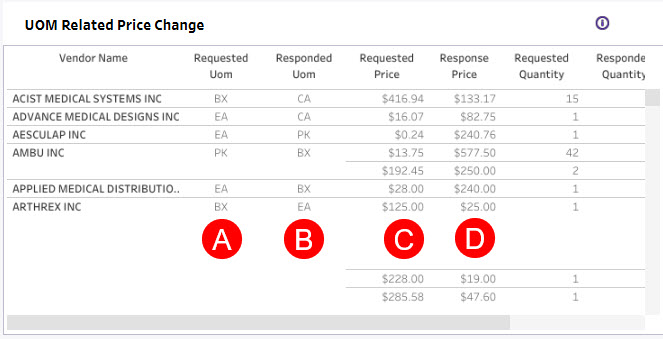 UOM Related Price Change
Vendor Name Requested Uom Responded Uom Requested Price Response Price Requested Quantity Responde Quantity
ACIST MEDICAL SYSTEMS INC BX CA $416.94 $133.17 15
ADVANCE MEDICAL DESIGNS INC EA CA $16.07 $82.75 1
AESCULAP INC EA PK $0.24 $240.76 1
AMBU INC PK BX $13.75 $577.50 42
$192.45 $250.00 2
APPLIED MEDICAL DISTRIBUTIO.. EA BX $28.00 $240.00 1
ARTHREX INC BX EA $125.00 $25.00 1
A B C D
$228.00 $19.00 1
$285.58 $47.60 1